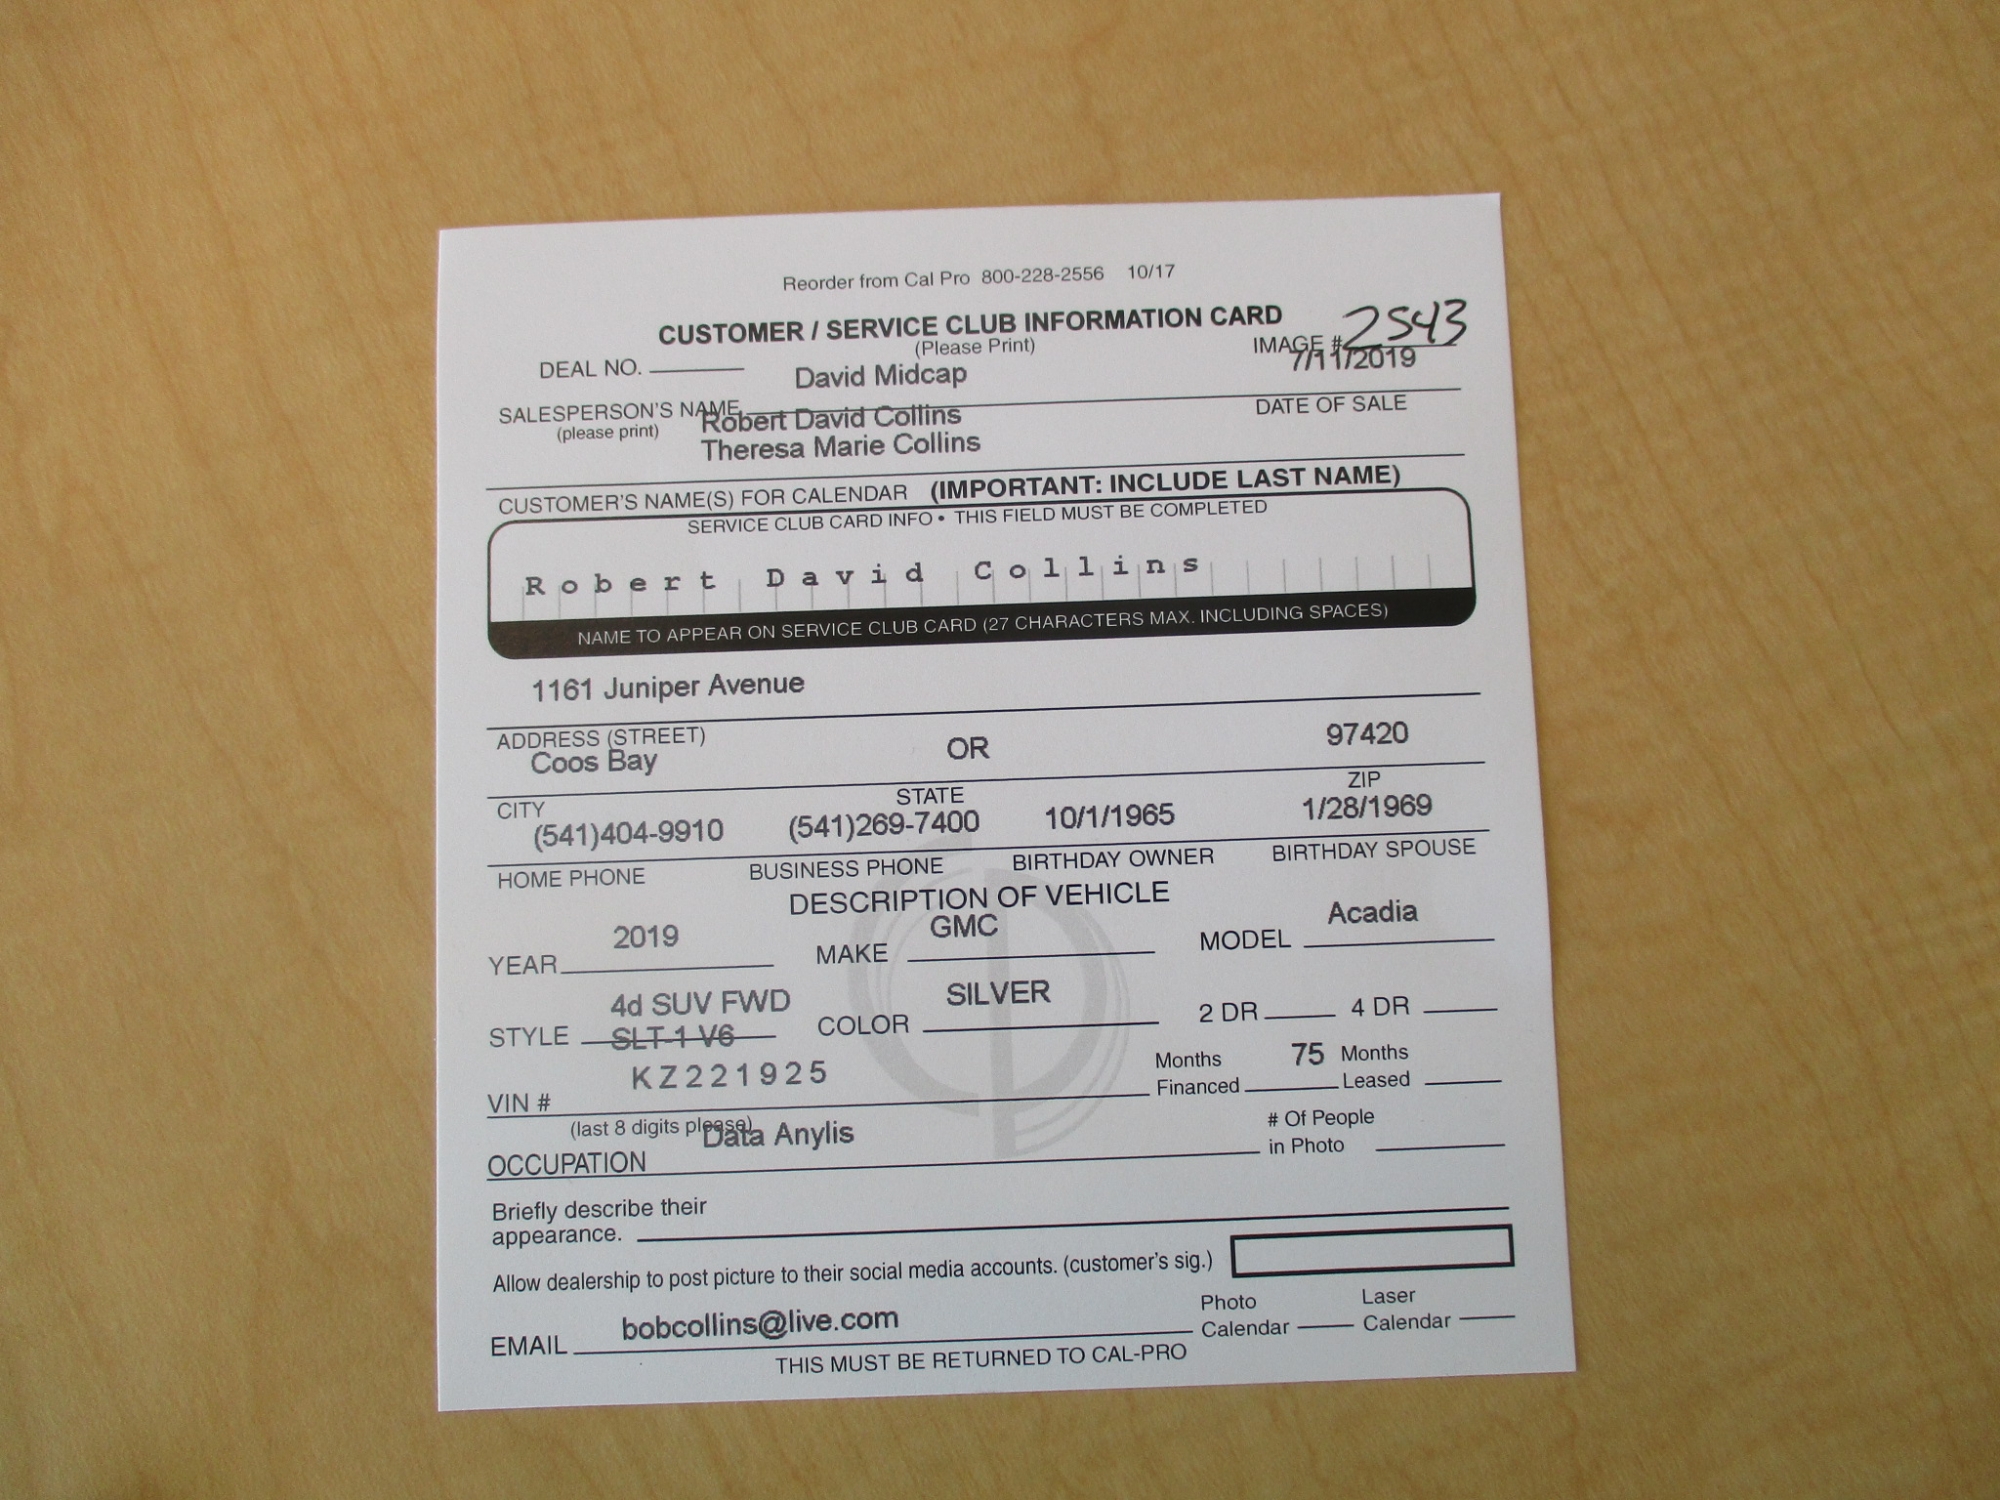 Reorder from Cal Pro 800-228-2556 10/17
CUSTOMER / SERVICE CLUB INFORMATION CARD
(Please Print)
IMAGE # 2543
DEAL NO.
David Midcap
7/11/2019
SALESPERSON'S NAME
(please print)
DATE OF SALE
Robert David Collins
Theresa Marie Collins
CUSTOMER'S NAME(S) FOR CALENDAR (IMPORTANT: INCLUDE LAST NAME)
SERVICE CLUB CARD INFO • THIS FIELD MUST BE COMPLETED
Robert David Collins
NAME TO APPEAR ON SERVICE CLUB CARD (27 CHARACTERS MAX. INCLUDING SPACES)
1161 Juniper Avenue
ADDRESS (STREET)
Coos Bay OR 97420
CITY STATE ZIP
(541)404-9910 (541)269-7400 10/1/1965 1/28/1969
HOME PHONE BUSINESS PHONE BIRTHDAY OWNER BIRTHDAY SPOUSE
DESCRIPTION OF VEHICLE
2019 GMC Acadia
YEAR MAKE MODEL
4d SUV FWD SILVER
STYLE SLT-1 V6 COLOR 2 DR 4 DR
KZ221925 Months 75 Months
VIN # Financed Leased
(last 8 digits please) # Of People
Data Anylis in Photo
OCCUPATION
Briefly describe their
appearance.
Allow dealership to post picture to their social media accounts. (customer's sig.)
bobcollins@live.com Photo Laser
EMAIL Calendar Calendar
THIS MUST BE RETURNED TO CAL-PRO